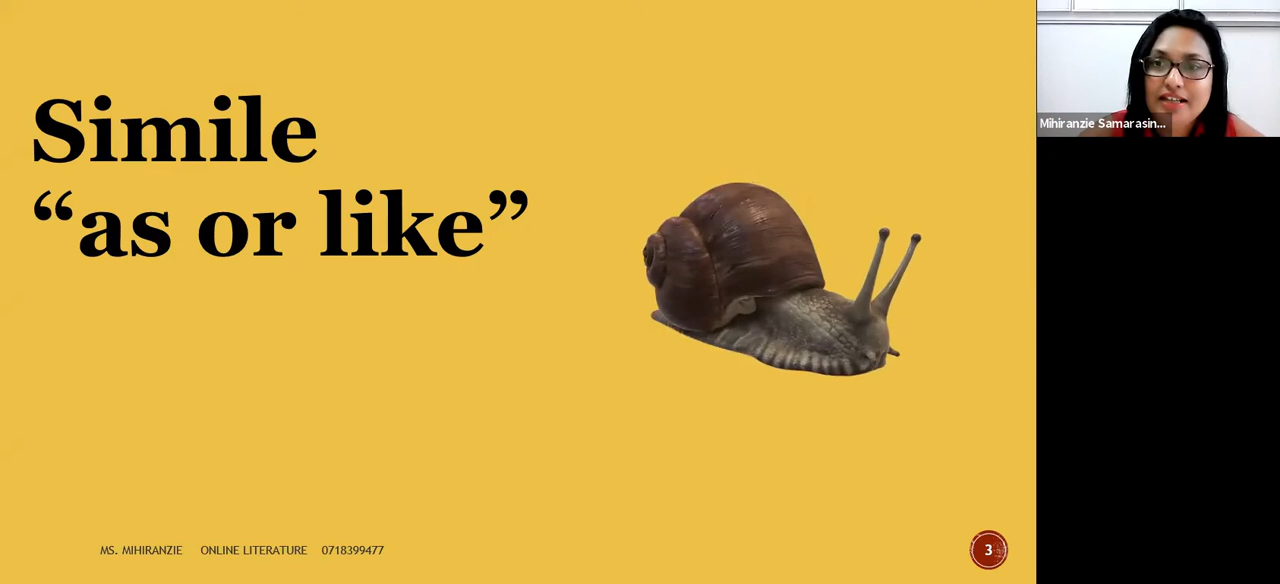 Simile
“as or like”
MS. MIHIRANZIE ONLINE LITERATURE 0718399477
3
Mihiranzie Samarasin...